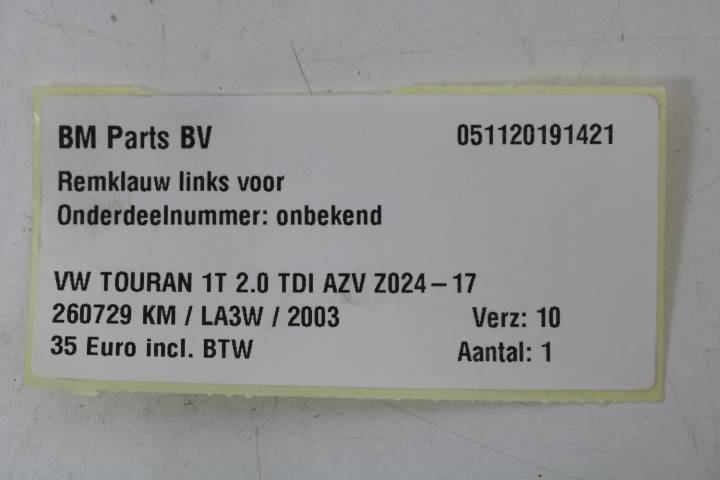 BM Parts BV 051120191421
Remklauw links voor
Onderdeelnummer: onbekend
VW TOURAN 1T 2.0 TDI AZV Z024-17
260729 KM / LA3W / 2003 Verz: 10
35 Euro incl. BTW Aantal: 1